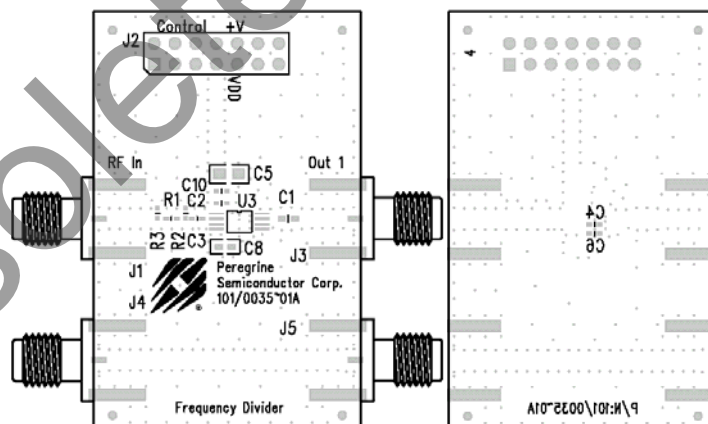 Control +V
J2
VDD
RF In
Out 1
C5
C10
R1 C2 U3 C1
R3 R2 C3 C8
J1
J3
Peregrine
Semiconductor Corp.
101/0035~01A
J4
®
J5
Frequency Divider
4
C4
C6
P/N:101/0035-01A
olete